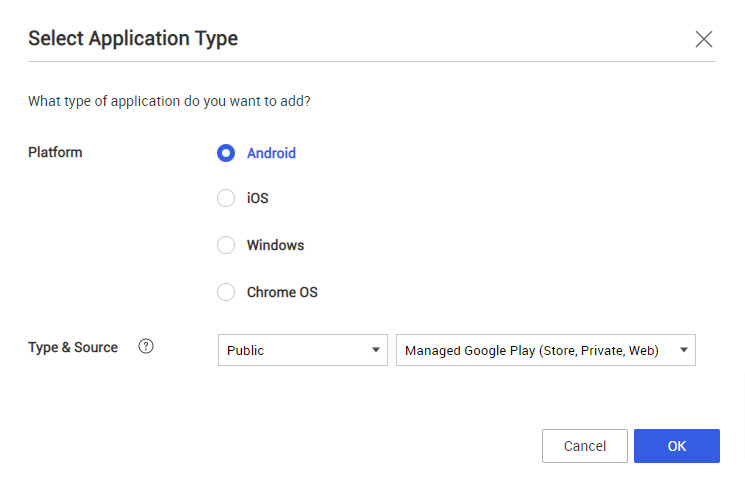 Select Application Type
What type of application do you want to add?
Platform
Android
iOS
Windows
Chrome OS
Type & Source ?
Public
Managed Google Play (Store, Private, Web)
Cancel
OK